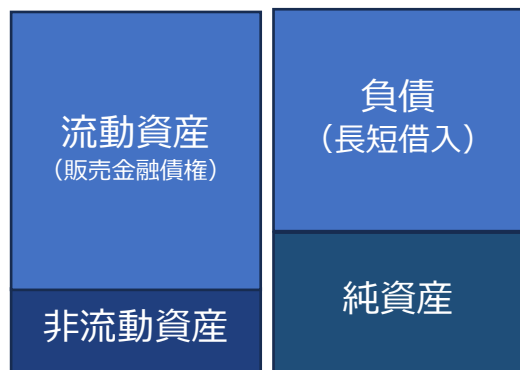 流動資産
（販売金融債権）
非流動資産
負債
（長短借入）
純資産